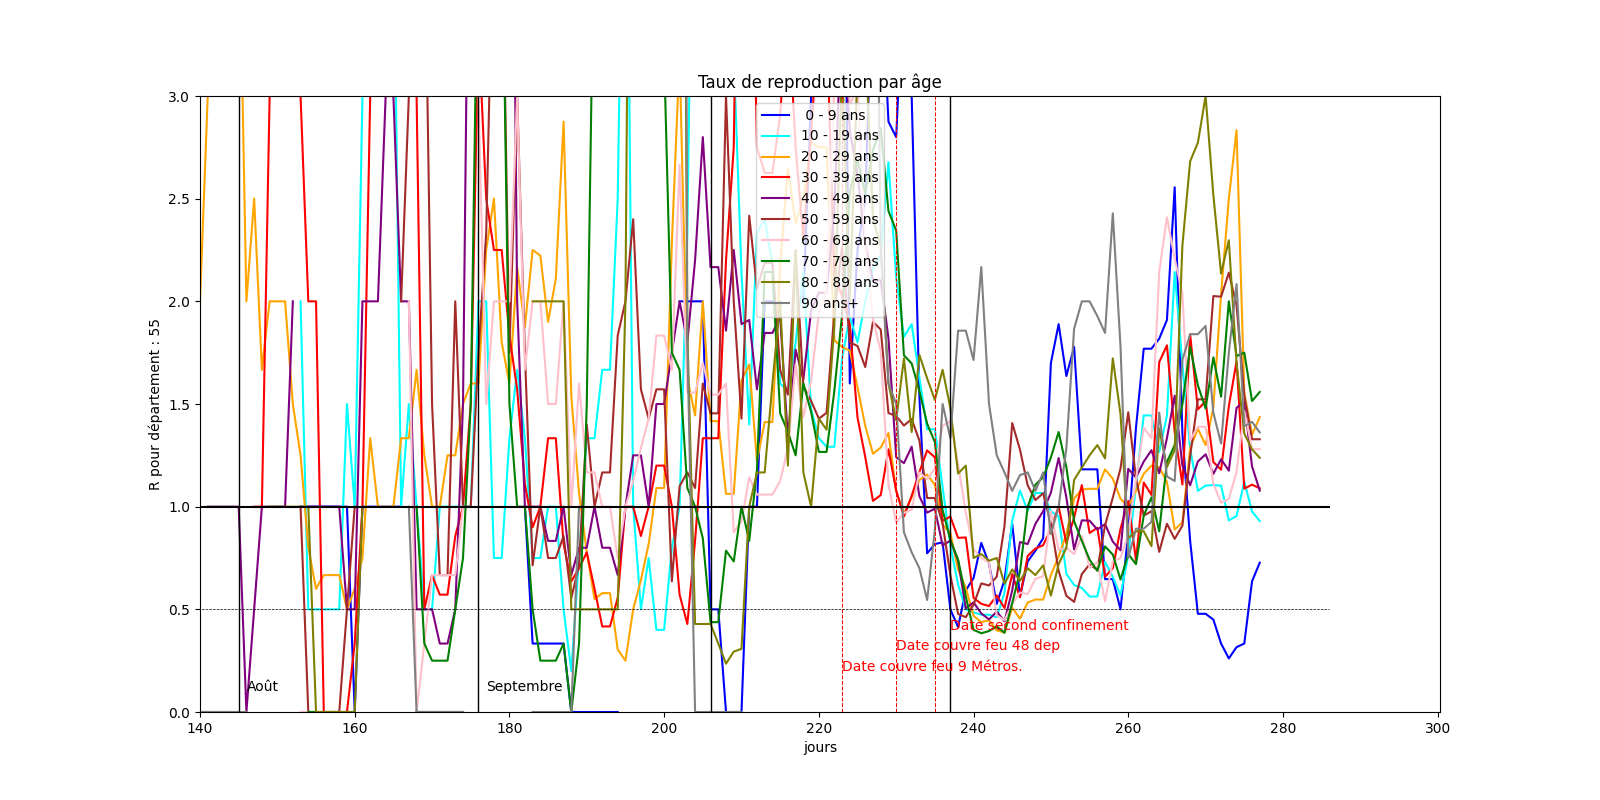 Taux de reproduction par âge
3.0
2.5
2.0
1.5
1.0
0.5
0.0
R pour département : 55
0 - 9 ans
10 - 19 ans
20 - 29 ans
30 - 39 ans
40 - 49 ans
50 - 59 ans
60 - 69 ans
70 - 79 ans
80 - 89 ans
90 ans+
Date second confinement
Date couvre feu 48 dep
Date couvre feu 9 Métros.
Août
Septembre
140 160 180 200 220 240 260 280 300
jours